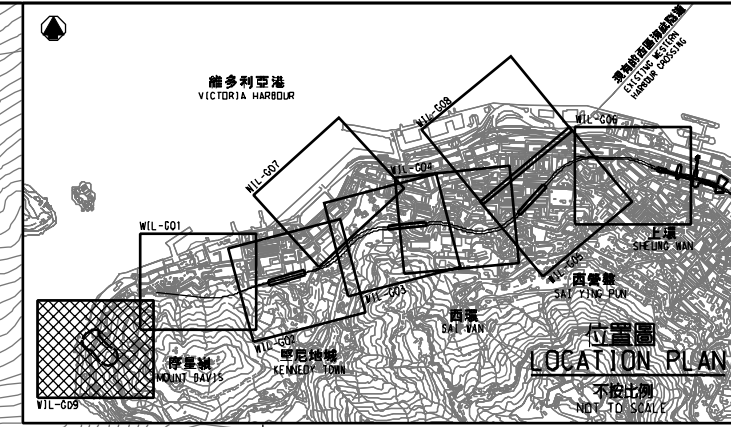 維多利亞港
VICTORIA HARBOUR
現有的西區海底隧道
EXISTING WESTERN
HARBOUR CROSSING
WIL-G08
WIL-G06
WIL-G07
WIL-G04
WIL-G01
上環
SHEUNG WAN
WIL-G05
西營盤
SAI YING PUN
WIL-G03
西環
SAI WAN
WIL-G02
堅尼地城
KENNEDY TOWN
摩星嶺
MOUNT DAVIS
WIL-G09
位置圖
LOCATION PLAN
不按比例
NOT TO SCALE